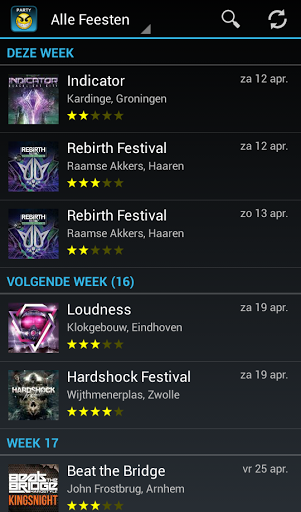 PARTY
Alle Feesten
DEZE WEEK
INDICATOR
Indicator
za 12 apr.
Kardinge, Groningen
REBIRTH
Rebirth Festival
za 12 apr.
Raamse Akkers, Haaren
REBIRTH
Rebirth Festival
zo 13 apr.
Raamse Akkers, Haaren
VOLGENDE WEEK (16)
Loudness
za 19 apr.
Klokgebouw, Eindhoven
HARDSHOCK
Hardshock Festival
za 19 apr.
Wijthmenerplas, Zwolle
WEEK 17
BEAT THE BRIDGE
KINGSNIGHT
Beat the Bridge
vr 25 apr.
John Frostbrug, Arnhem